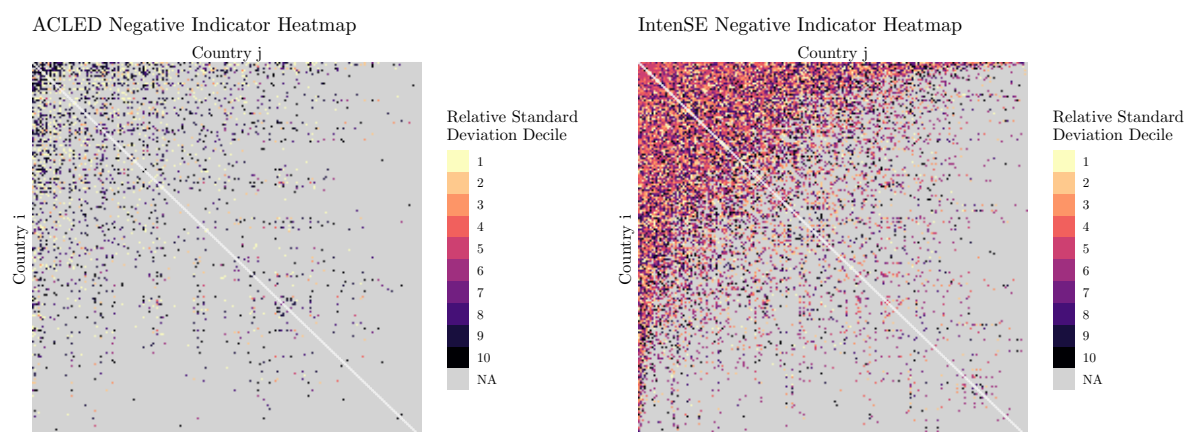 ACLED Negative Indicator Heatmap
Country j
Country i
Relative Standard
Deviation Decile
1
2
3
4
5
6
7
8
9
10
NA
IntenSE Negative Indicator Heatmap
Country j
Country i
Relative Standard
Deviation Decile
1
2
3
4
5
6
7
8
9
10
NA